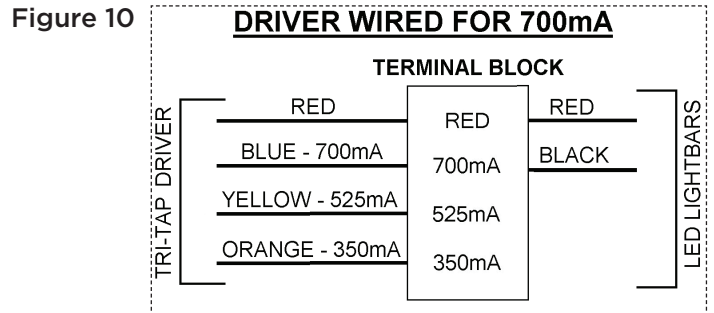 Figure 10
DRIVER WIRED FOR 700mA
TERMINAL BLOCK
TRI-TAP DRIVER
RED
BLUE - 700mA
YELLOW - 525mA
ORANGE - 350mA
RED
700mA
525mA
350mA
RED
BLACK
LED LIGHTBARS